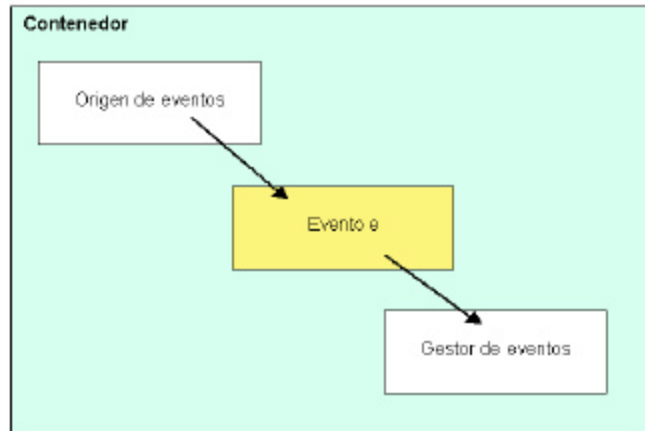 Contenedor
Origen de eventos
Evento e
Gestor de eventos